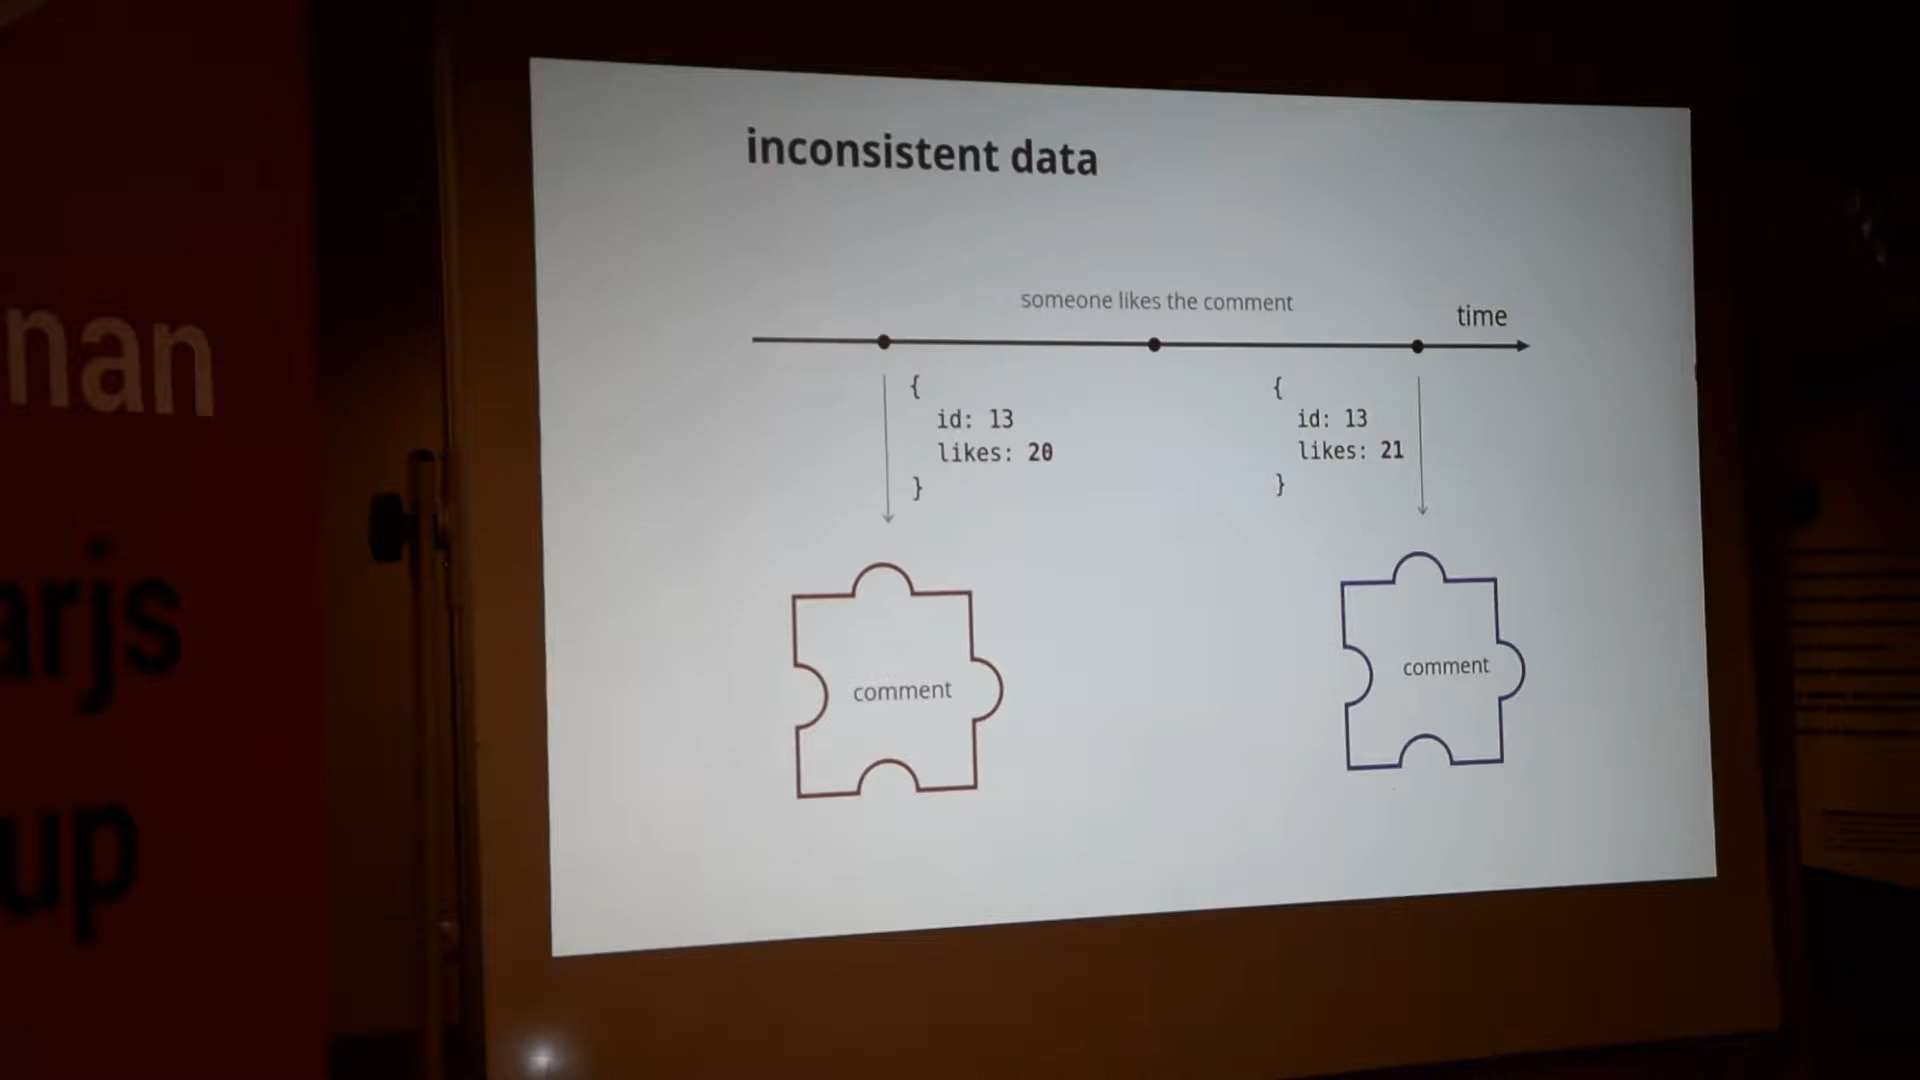 inconsistent data
someone likes the comment
time
{
id: 13
likes: 20
}
{
id: 13
likes: 21
}
comment
comment
nan
arjs
up